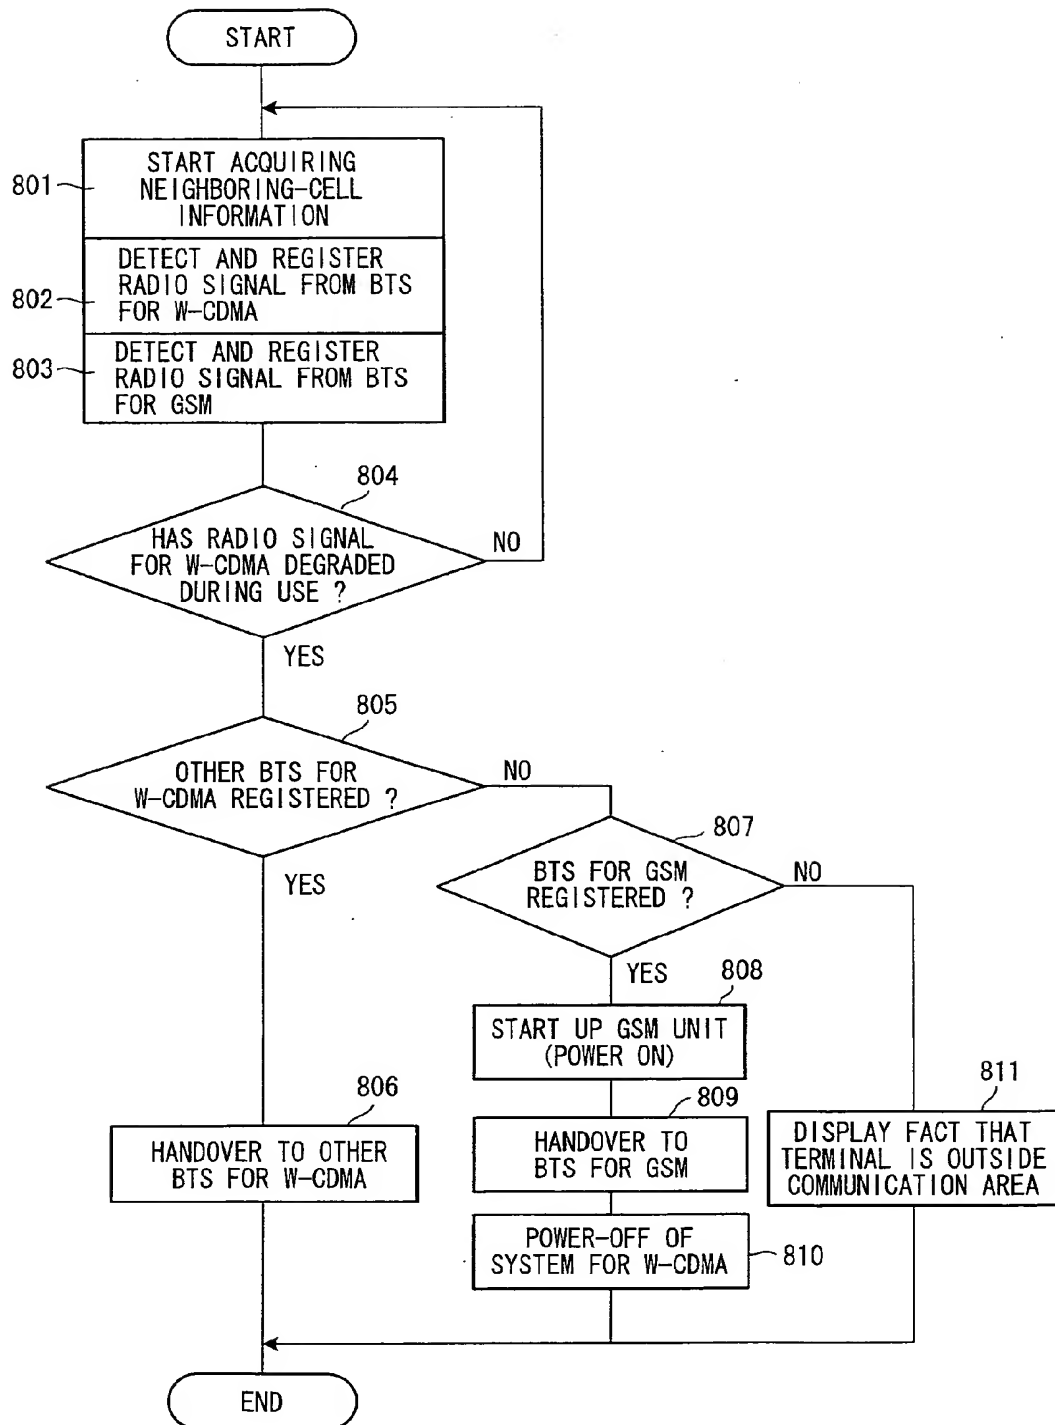 START
801
START ACQUIRING
NEIGHBORING-CELL
INFORMATION
802
DETECT AND REGISTER
RADIO SIGNAL FROM BTS
FOR W-CDMA
803
DETECT AND REGISTER
RADIO SIGNAL FROM BTS
FOR GSM
804
HAS RADIO SIGNAL
FOR W-CDMA DEGRADED
DURING USE ?
NO
YES
805
OTHER BTS FOR
W-CDMA REGISTERED ?
NO
YES
807
BTS FOR GSM
REGISTERED ?
NO
YES
808
START UP GSM UNIT
(POWER ON)
806
HANDOVER TO OTHER
BTS FOR W-CDMA
809
HANDOVER TO
BTS FOR GSM
811
DISPLAY FACT THAT
TERMINAL IS OUTSIDE
COMMUNICATION AREA
POWER-OFF OF
SYSTEM FOR W-CDMA
810
END